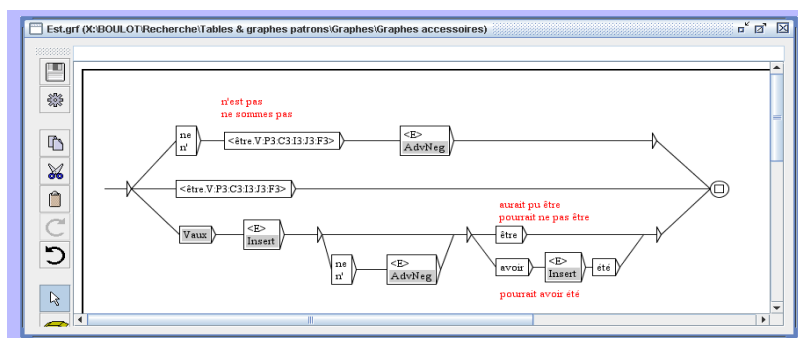 Est.grf (X:\BOULOT\Recherche\Tables & graphes patrons\Graphes\Graphes accessoires)
n'est pas
ne sommes pas
ne
n'
<être.V:P3:C3:I3:J3:F3>
<E>
AdvNeg
<être.V:P3:C3:I3:J3:F3>
aurait pu être
pourrait ne pas être
Vaux
<E>
Insert
être
ne
n'
<E>
AdvNeg
avoir
<E>
Insert
été
pourrait avoir été